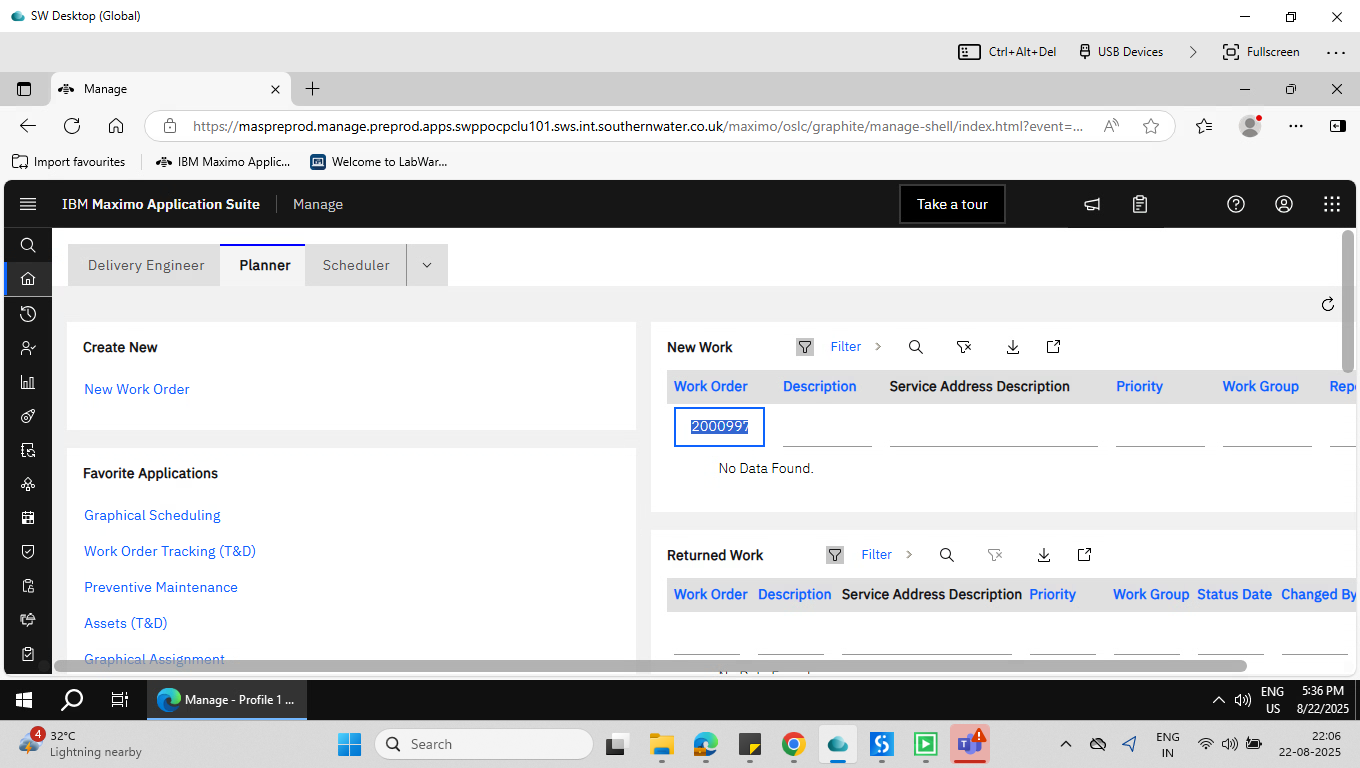 SW Desktop (Global)
Ctrl+Alt+Del
USB Devices
Fullscreen
Manage
https://maspreprod.manage.preprod.apps.swppocpclu101.sws.int.southernwater.co.uk/maximo/oslc/graphite/manage-shell/index.html?event=...
Import favourites
IBM Maximo Applic...
Welcome to LabWar...
IBM Maximo Application Suite
Manage
Take a tour
Delivery Engineer
Planner
Scheduler
Create New
New Work Order
Favorite Applications
Graphical Scheduling
Work Order Tracking (T&D)
Preventive Maintenance
Assets (T&D)
Graphical Assignment
New Work
Filter
Work Order Description Service Address Description Priority Work Group Repo
2000997
No Data Found.
Returned Work
Filter
Work Order Description Service Address Description Priority Work Group Status Date Changed By
No Data Found.
Manage - Profile 1 ...
ENG
US
5:36 PM
8/22/2025
4
32°C
Lightning nearby
Search
ENG
IN
22:06
22-08-2025